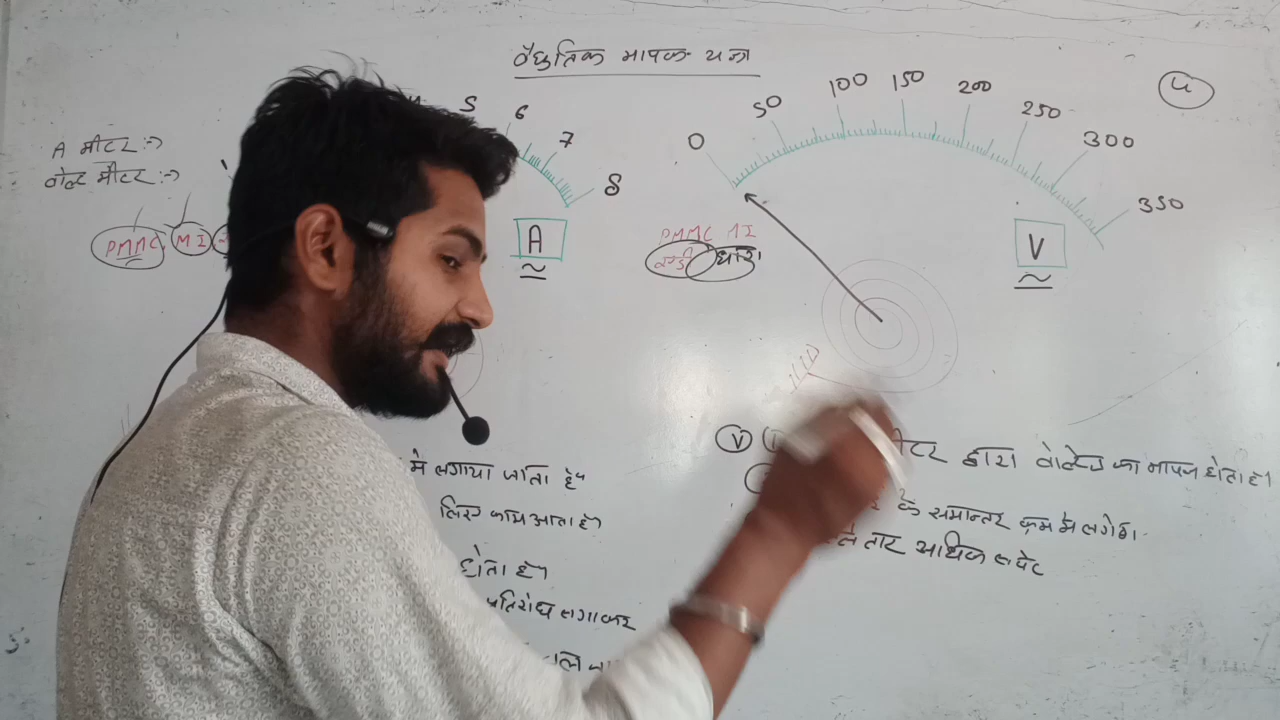 वैद्युतिक मापक यन्त्र
A मीटर :→
वोल्ट मीटर :→
PMMC MI
5 6 7 8
A
~
0 50 100 150 200 250 300 350
PMMC MI
धारा
V
~
V मीटर द्वारा वोल्टेज का मापन होता है।
के समान्तर क्रम में लगेगा।
तार अधिक लपेट
में लगाया जाता है।
लिए काम आता है।
होता है।
प्रतिरोध लगाकर